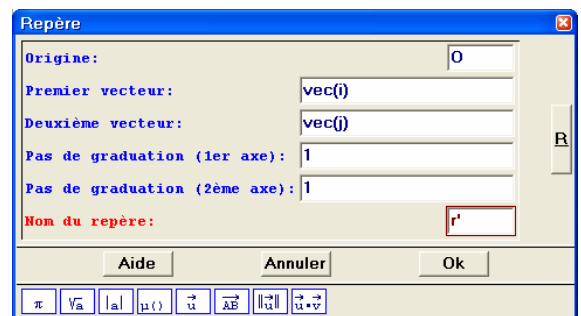 Repère
Origine: O
Premier vecteur: vec(i)
Deuxième vecteur: vec(j)
R
Pas de graduation (1er axe): 1
Pas de graduation (2ème axe): 1
Nom du repère: r'
Aide Annuler Ok
π √a |a| μ() u⃗ A͢B ‖u⃗‖ u⃗•v⃗